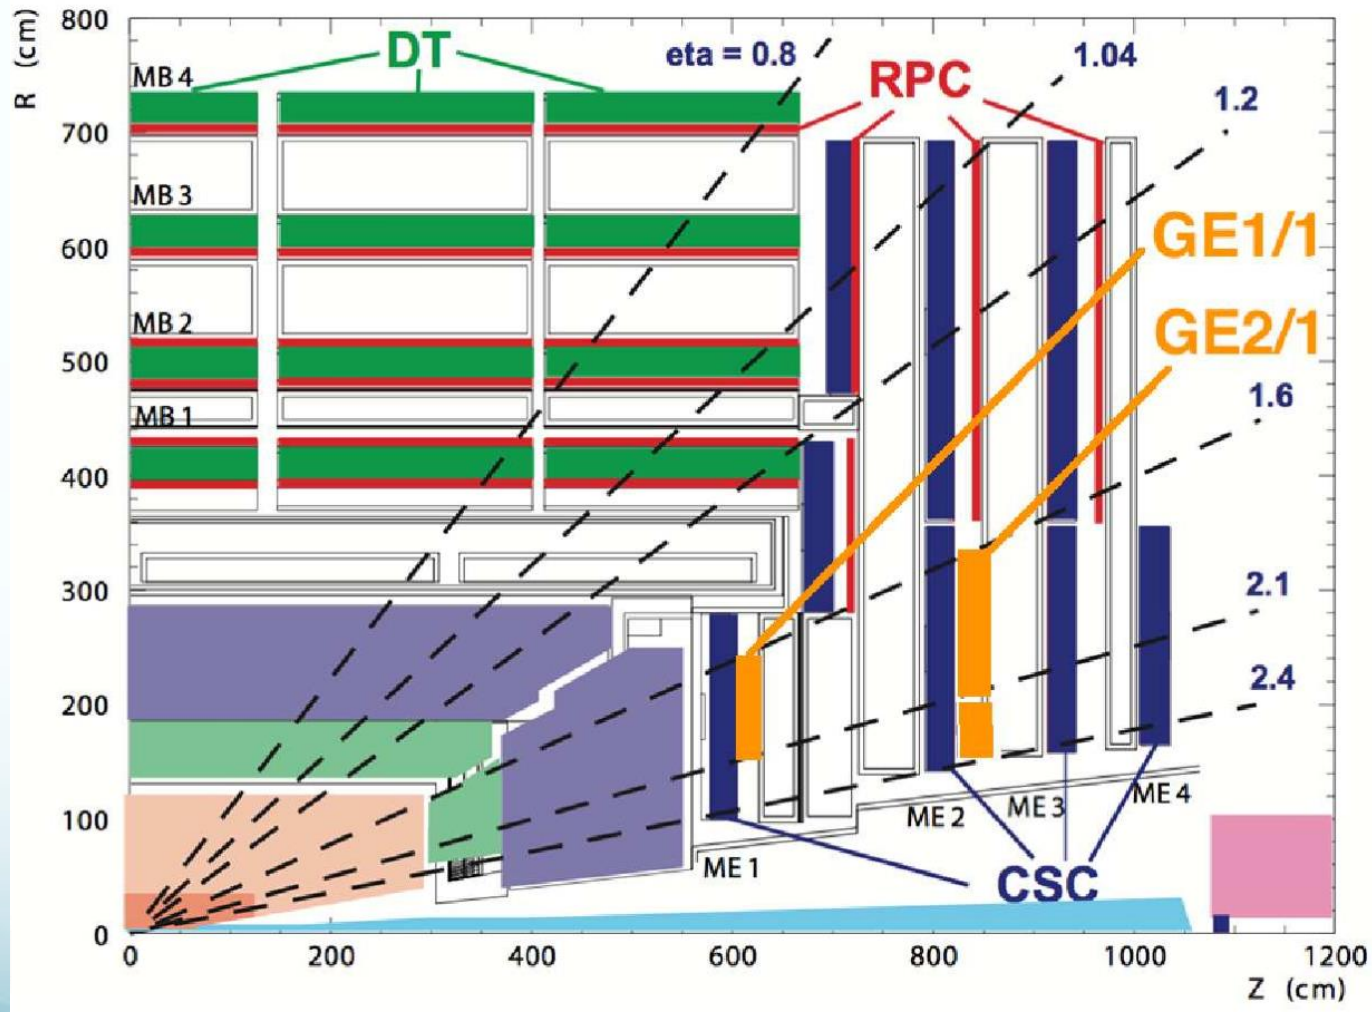 R (cm)
800
700
600
500
400
300
200
100
0
MB 4
MB 3
MB 2
MB 1
DT
eta = 0.8
1.04
RPC
1.2
GE1/1
GE2/1
1.6
2.1
2.4
ME 1
ME 2
ME 3
ME 4
CSC
0
200
400
600
800
1000
1200
Z (cm)